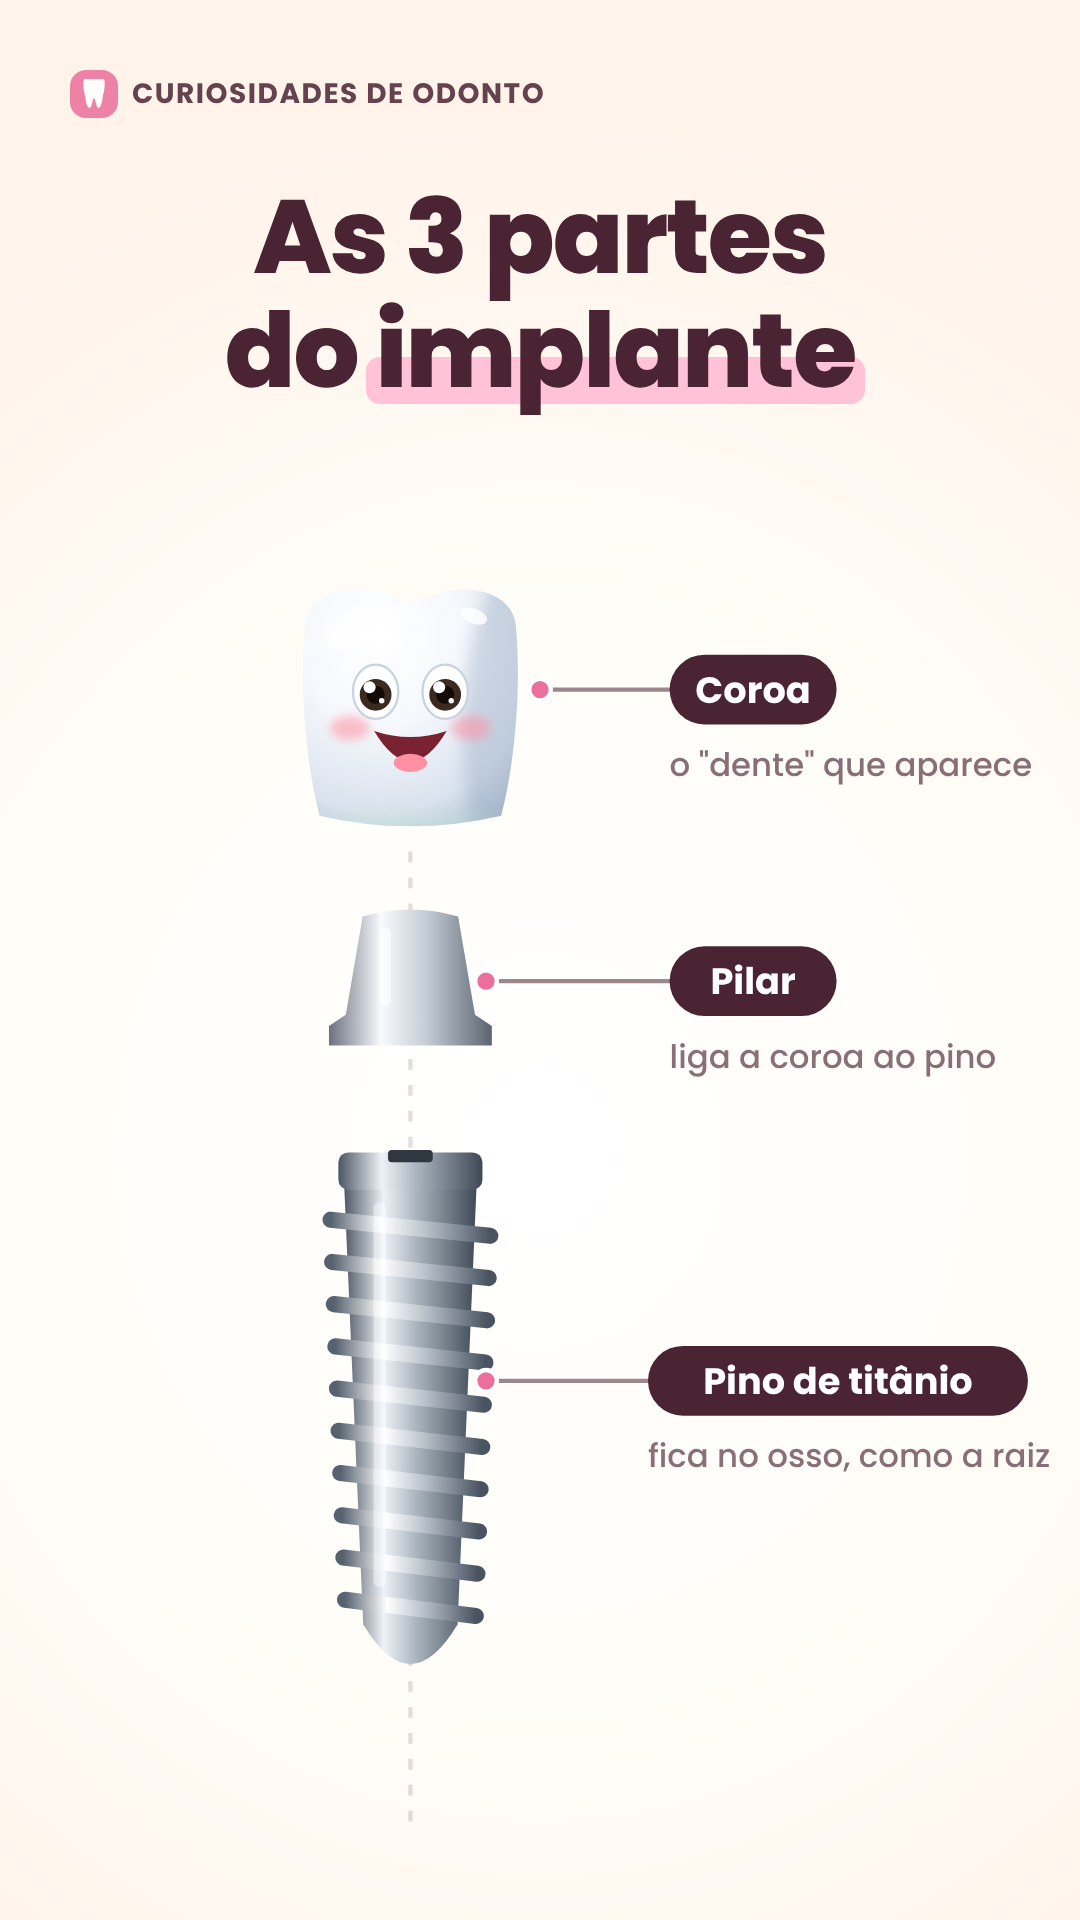 CURIOSIDADES DE ODONTO
As 3 partes
do implante
Coroa
o "dente" que aparece
Pilar
liga a coroa ao pino
Pino de titânio
fica no osso, como a raiz